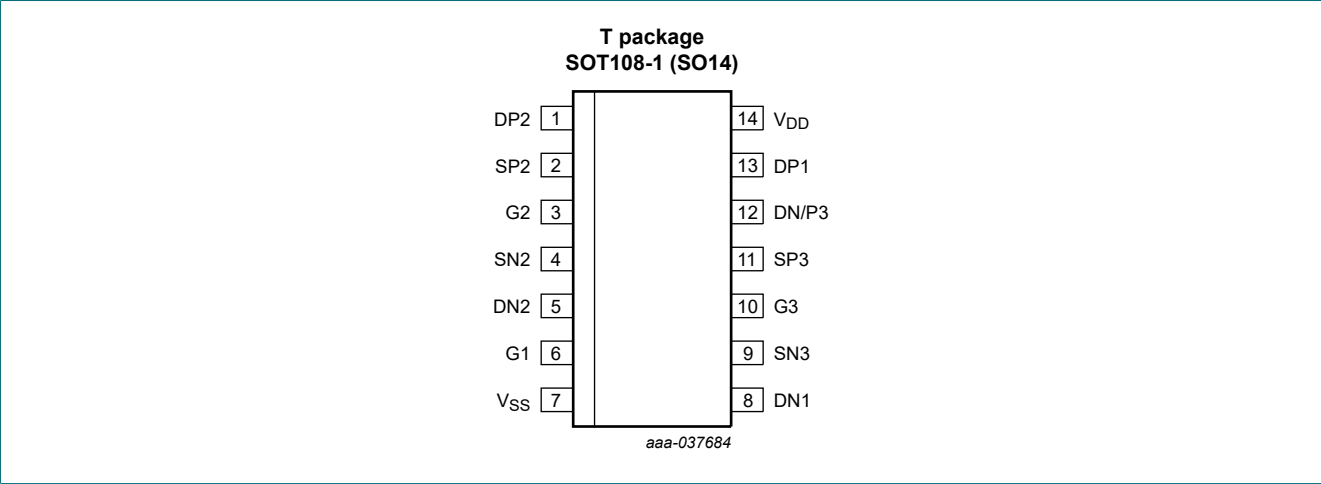 T package
SOT108-1 (SO14)
DP2 1 14 VDD
SP2 2 13 DP1
G2 3 12 DN/P3
SN2 4 11 SP3
DN2 5 10 G3
G1 6 9 SN3
VSS 7 8 DN1
aaa-037684